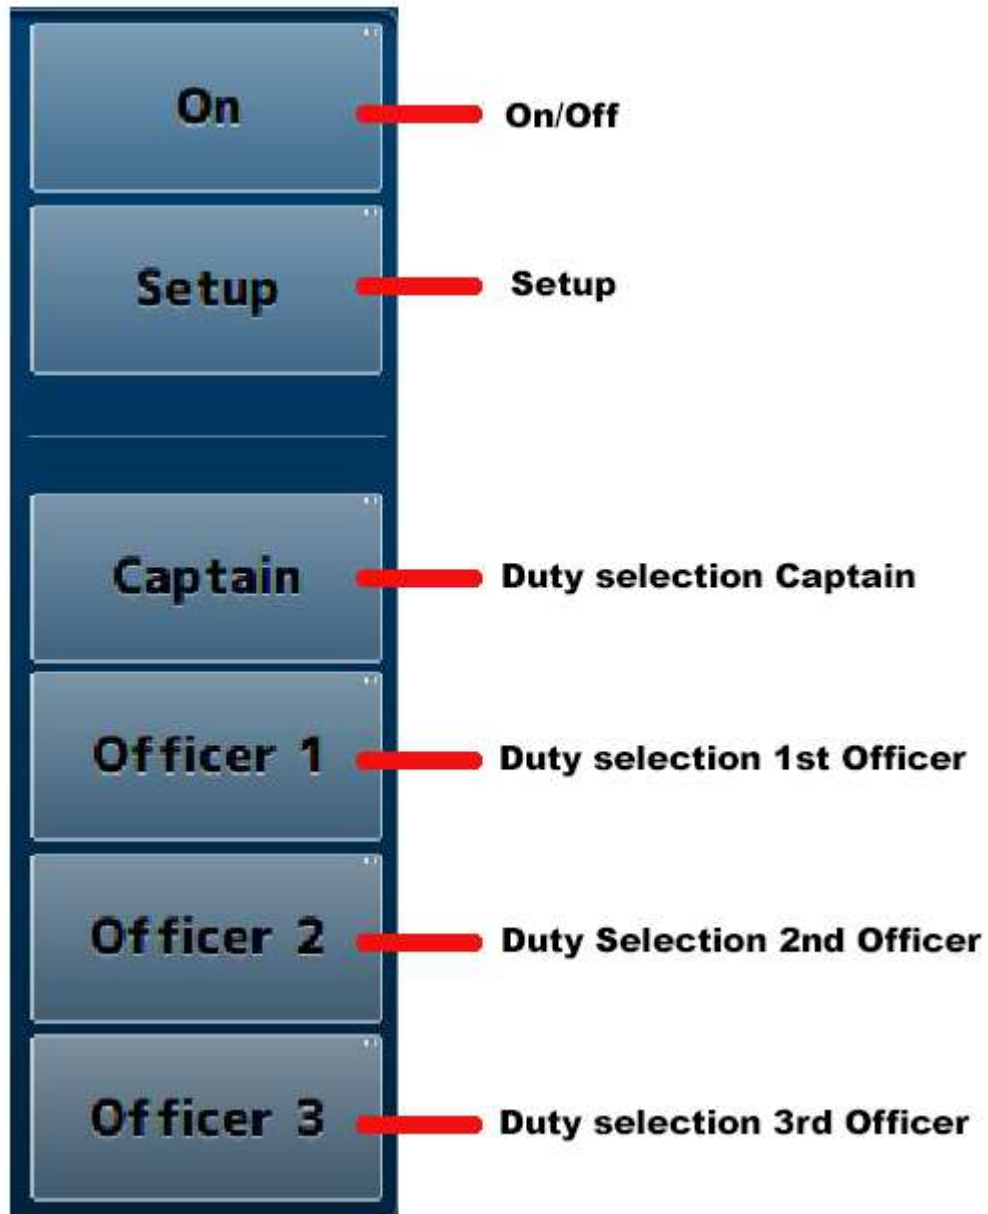 On
On/Off
Setup
Setup
Captain
Duty selection Captain
Officer 1
Duty selection 1st Officer
Officer 2
Duty Selection 2nd Officer
Officer 3
Duty selection 3rd Officer